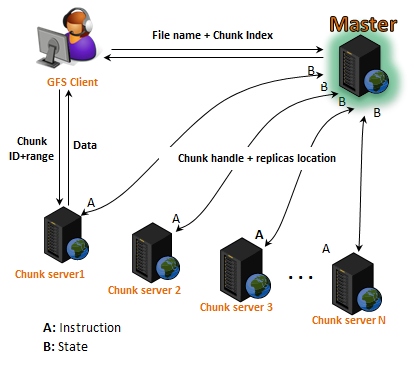 Master
File name + Chunk Index
GFS Client
B
B
B
B
Chunk
ID+range
Data
Chunk handle + replicas location
A
A
A
A
Chunk server1
Chunk server 2
Chunk server 3
...
Chunk server N
A: Instruction
B: State